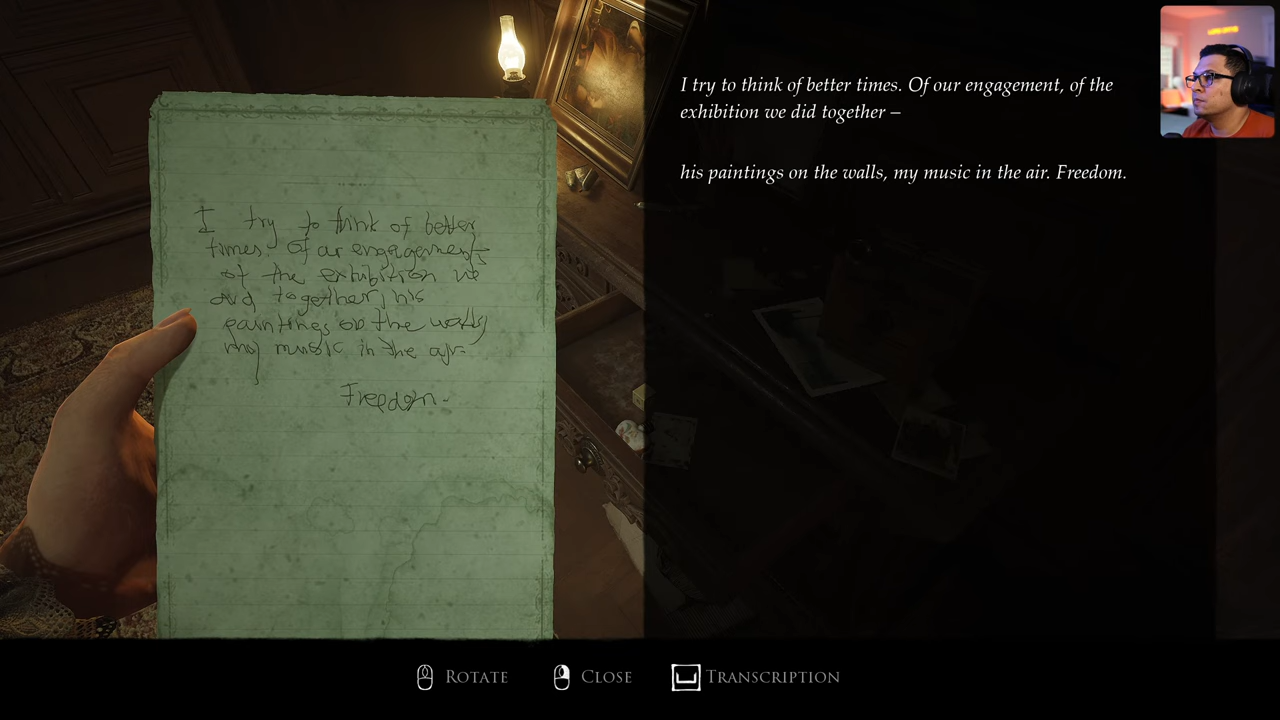 I try to think of better
times. Of our engagement,
of the exhibition we
did together, his
paintings on the walls,
my music in the air.
Freedom.
I try to think of better times. Of our engagement, of the
exhibition we did together –
his paintings on the walls, my music in the air. Freedom.
ROTATE
CLOSE
TRANSCRIPTION